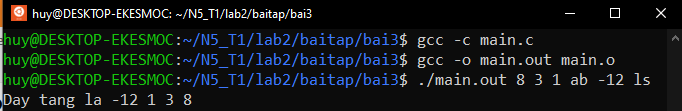 huy@DESKTOP-EKESMOC: ~/N5_T1/lab2/baitap/bai3
huy@DESKTOP-EKESMOC:~/N5_T1/lab2/baitap/bai3$ gcc -c main.c
huy@DESKTOP-EKESMOC:~/N5_T1/lab2/baitap/bai3$ gcc -o main.out main.o
huy@DESKTOP-EKESMOC:~/N5_T1/lab2/baitap/bai3$ ./main.out 8 3 1 ab -12 ls
Day tang la -12 1 3 8